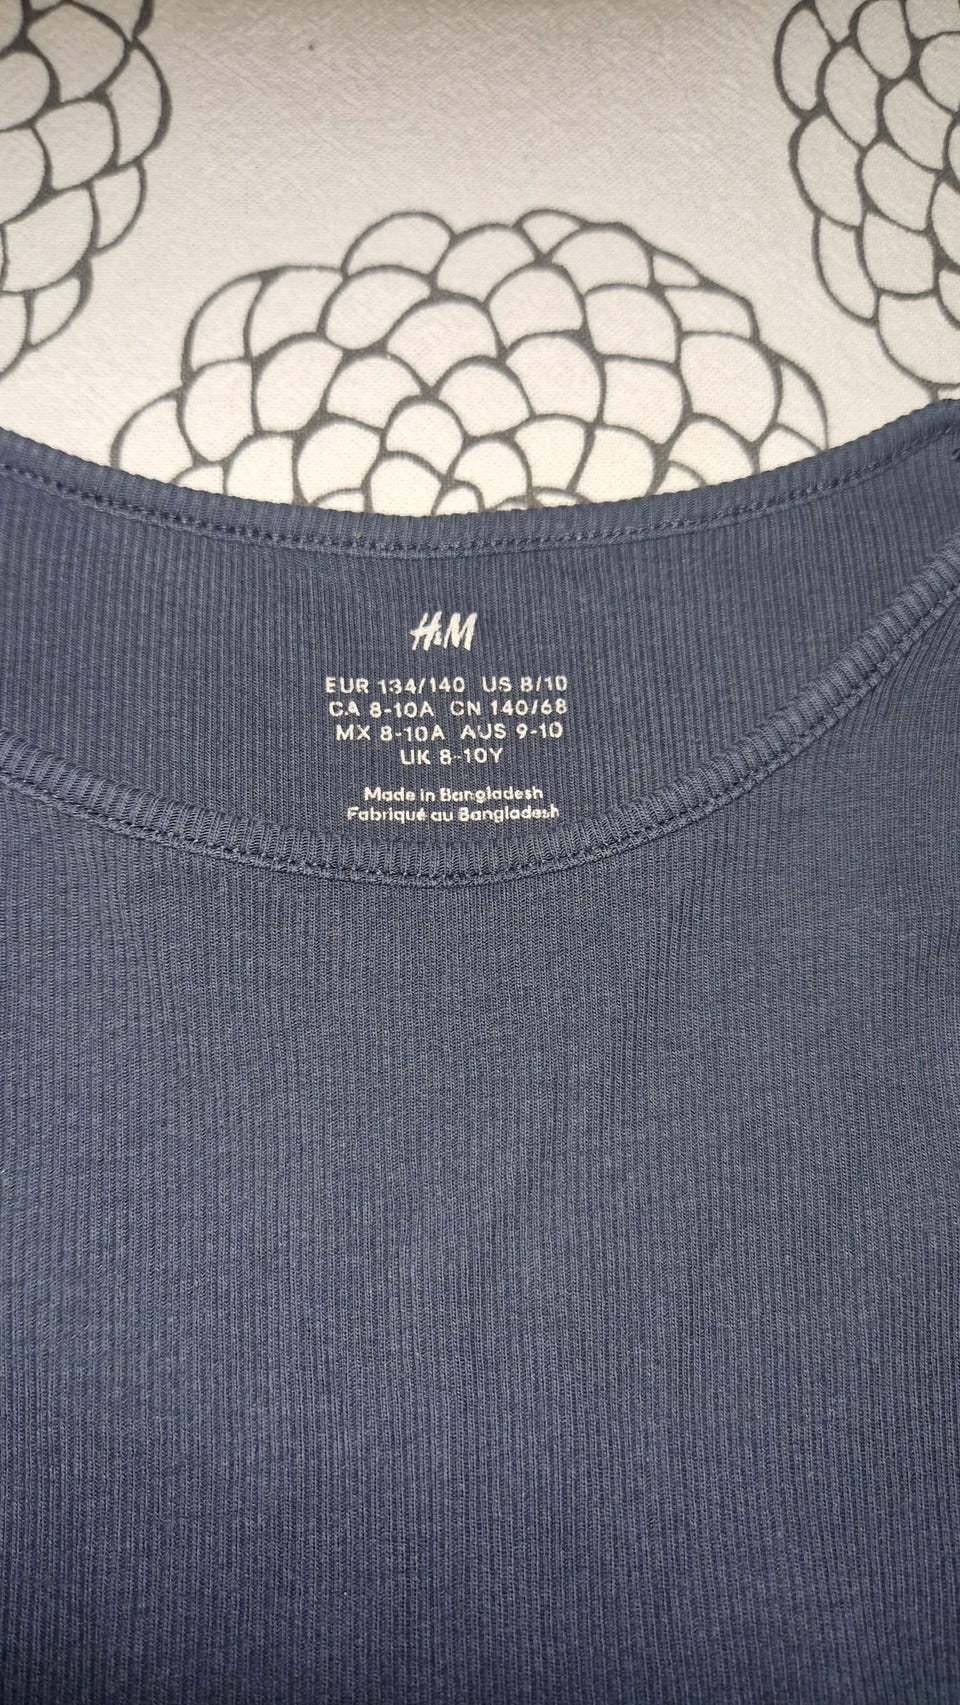 H&M
EUR 134/140 US 8/10
CA 8-10A CN 140/68
MX 8-10A AUS 9-10
UK 8-10Y
Made in Bangladesh
Fabriqué au Bangladesh